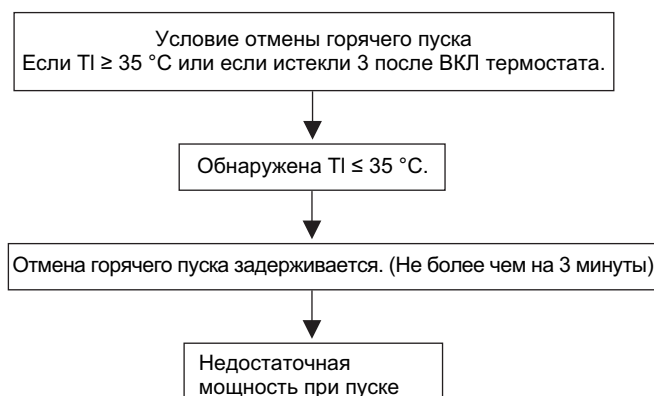 Условие отмены горячего пуска
Если Tl ≥ 35 °C или если истекли 3 после ВКЛ термостата.
Обнаружена Tl ≤ 35 °C.
Отмена горячего пуска задерживается. (Не более чем на 3 минуты)
Недостаточная
мощность при пуске